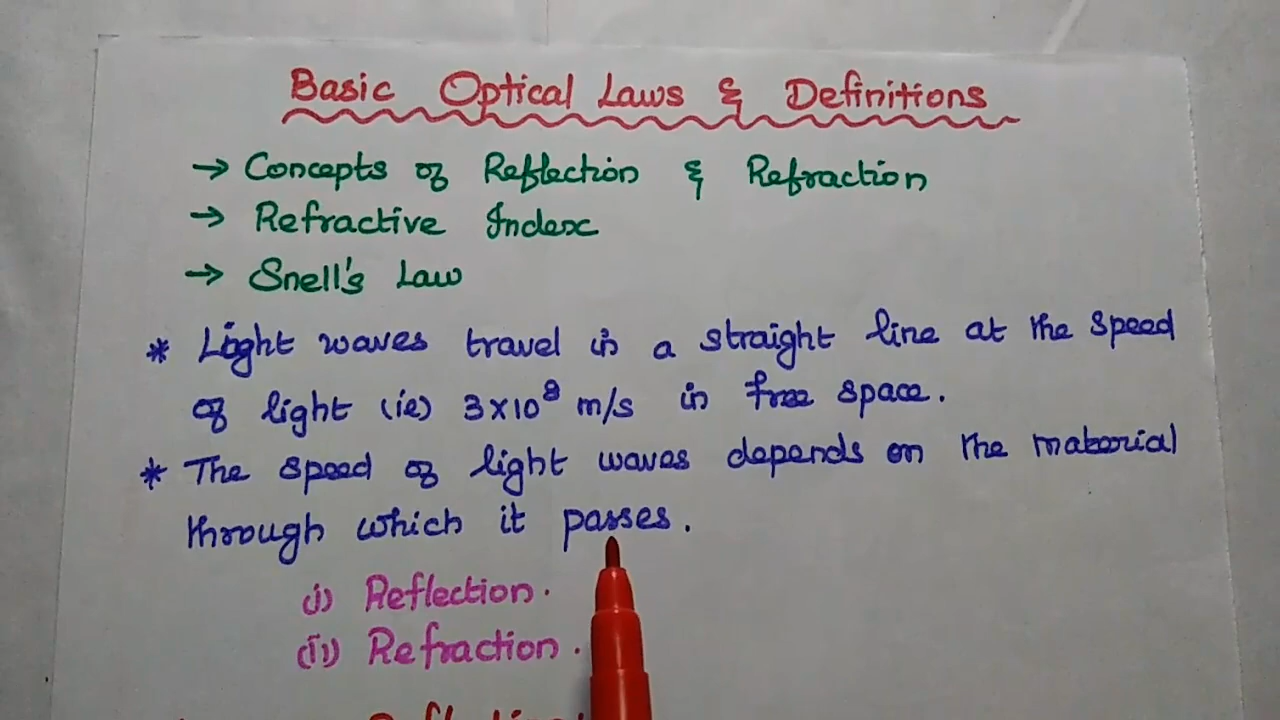 Basic Optical Laws & Definitions
→ Concepts of Reflection & Refraction
→ Refractive Index
→ Snell's Law
* Light waves travel in a straight line at the speed
of light (ie) 3×10⁸ m/s in free space.
* The speed of light waves depends on the material
through which it passes.
(i) Reflection.
(ii) Refraction.